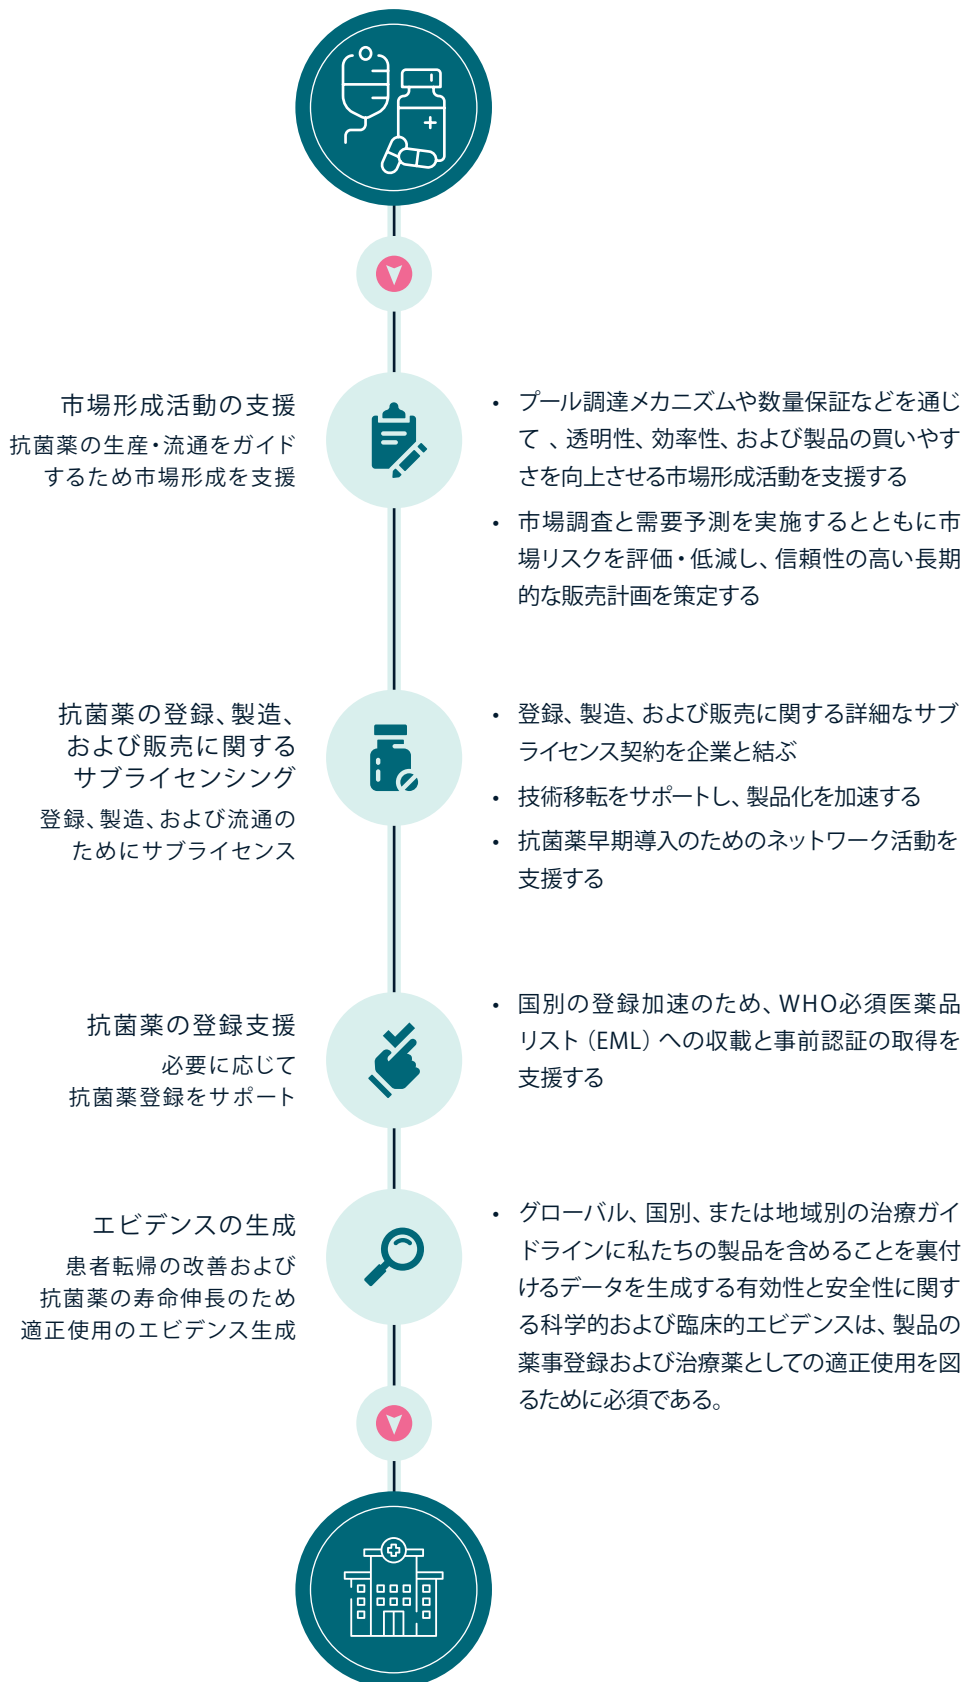 市場形成活動の支援
抗菌薬の生産・流通をガイド
するため市場形成を支援
• プール調達メカニズムや数量保証などを通じ
て 、透明性、効率性、および製品の買いやす
さを向上させる市場形成活動を支援する
• 市場調査と需要予測を実施するとともに市
場リスクを評価・低減し、信頼性の高い長期
的な販売計画を策定する
抗菌薬の登録、製造、
および販売に関する
サブライセンシング
登録、製造、および流通の
ためにサブライセンス
• 登録、製造、および販売に関する詳細なサブ
ライセンス契約を企業と結ぶ
• 技術移転をサポートし、製品化を加速する
• 抗菌薬早期導入のためのネットワーク活動を
支援する
抗菌薬の登録支援
必要に応じて
抗菌薬登録をサポート
• 国別の登録加速のため、WHO必須医薬品
リスト（EML）への収載と事前認証の取得を
支援する
エビデンスの生成
患者転帰の改善および
抗菌薬の寿命伸長のため
適正使用のエビデンス生成
• グローバル、国別、または地域別の治療ガイ
ドラインに私たちの製品を含めることを裏付
けるデータを生成する有効性と安全性に関す
る科学的および臨床的エビデンスは、製品の
薬事登録および治療薬としての適正使用を図
るために必須である。